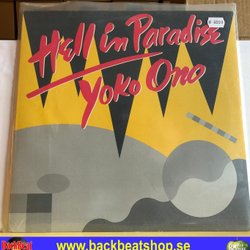 Hell in Paradise
Yoko Ono
www.backbeatshop.se